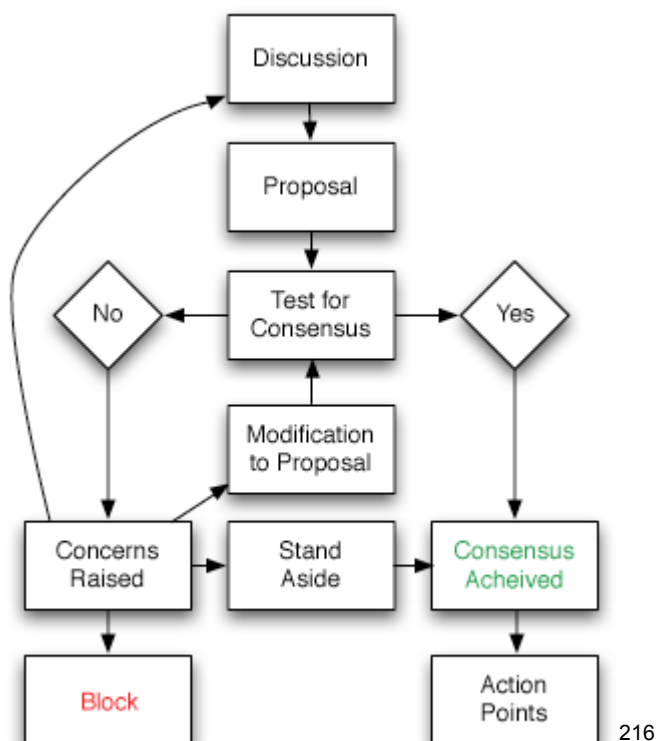 Discussion
Proposal
Test for
Consensus
No
Yes
Modification
to Proposal
Concerns
Raised
Stand
Aside
Consensus
Acheived
Block
Action
Points
216